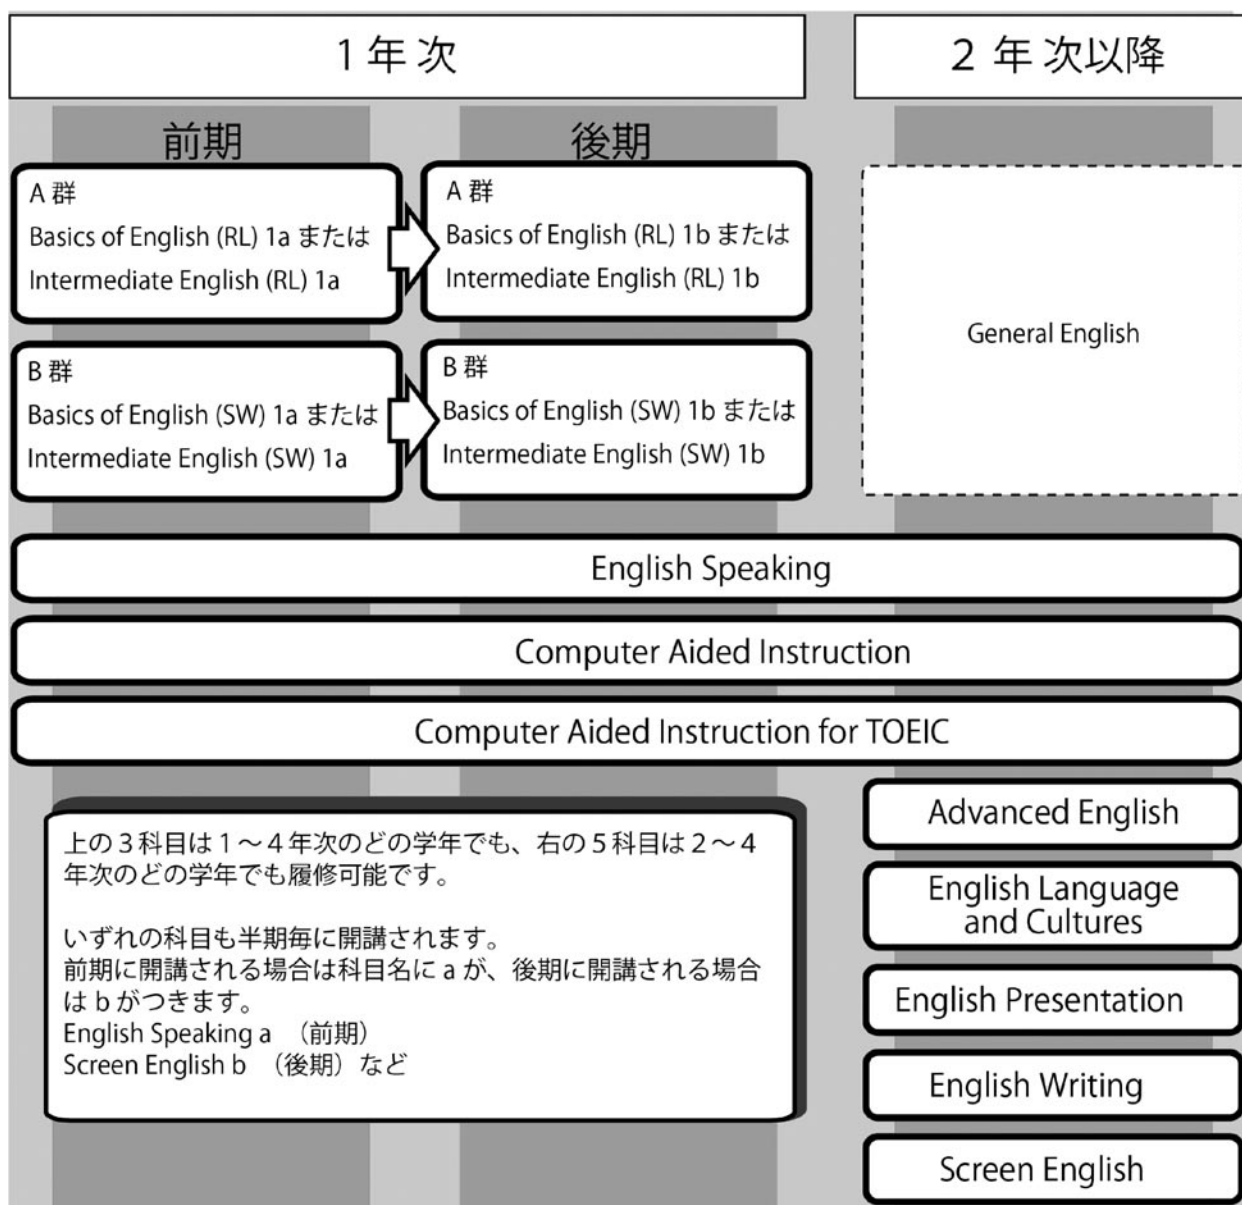 1 年 次
2 年 次以降
前期
後期
A 群
Basics of English (RL) 1a または
Intermediate English (RL) 1a
A 群
Basics of English (RL) 1b または
Intermediate English (RL) 1b
B 群
Basics of English (SW) 1a または
Intermediate English (SW) 1a
B 群
Basics of English (SW) 1b または
Intermediate English (SW) 1b
General English
English Speaking
Computer Aided Instruction
Computer Aided Instruction for TOEIC
上の３科目は１～４年次のどの学年でも、右の５科目は２～４
年次のどの学年でも履修可能です。
いずれの科目も半期毎に開講されます。
前期に開講される場合は科目名に a が、後期に開講される場合
は b がつきます。
English Speaking a （前期）
Screen English b （後期）など
Advanced English
English Language
and Cultures
English Presentation
English Writing
Screen English